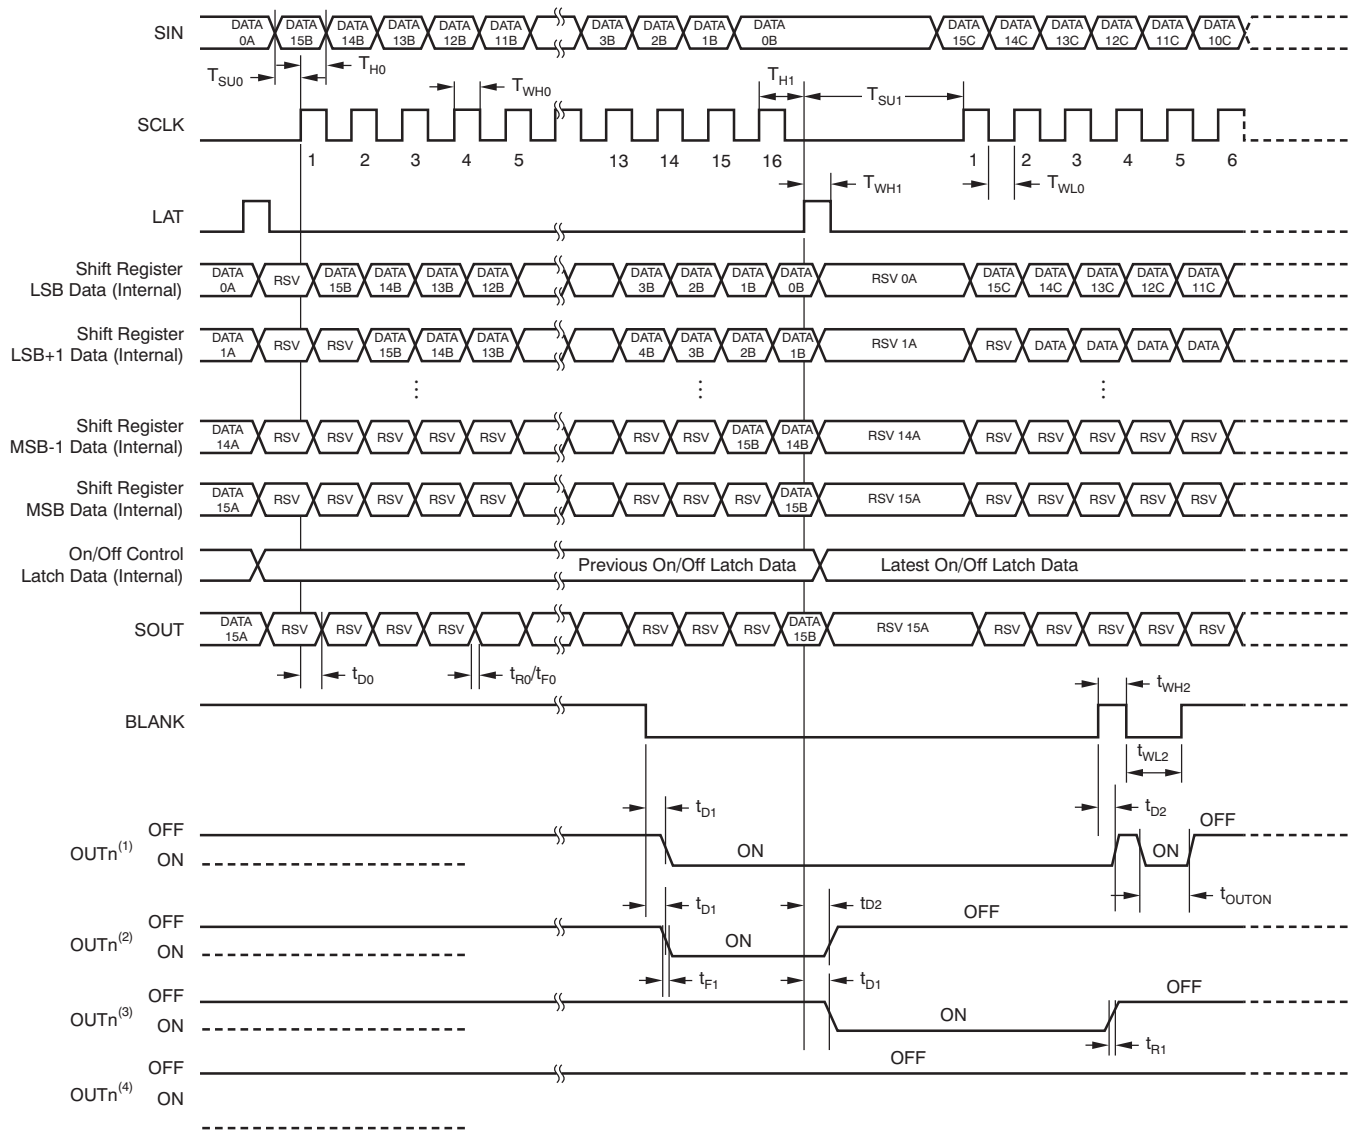 SIN
DATA 0A DATA 15B DATA 14B DATA 13B DATA 12B DATA 11B DATA 3B DATA 2B DATA 1B DATA 0B DATA 15C DATA 14C DATA 13C DATA 12C DATA 11C DATA 10C
TSU0 TH0 TWH0 TH1 TSU1
SCLK
1 2 3 4 5 13 14 15 16 1 2 3 4 5 6
TWH1 TWL0
LAT
Shift Register
LSB Data (Internal)
DATA 0A RSV DATA 15B DATA 14B DATA 13B DATA 12B DATA 3B DATA 2B DATA 1B DATA 0B RSV 0A DATA 15C DATA 14C DATA 13C DATA 12C DATA 11C
Shift Register
LSB+1 Data (Internal)
DATA 1A RSV RSV DATA 15B DATA 14B DATA 13B DATA 4B DATA 3B DATA 2B DATA 1B RSV 1A RSV DATA DATA DATA DATA
Shift Register
MSB-1 Data (Internal)
DATA 14A RSV RSV RSV RSV RSV RSV RSV DATA 15B DATA 14B RSV 14A RSV RSV RSV RSV RSV
Shift Register
MSB Data (Internal)
DATA 15A RSV RSV RSV RSV RSV RSV RSV RSV DATA 15B RSV 15A RSV RSV RSV RSV RSV
On/Off Control
Latch Data (Internal)
Previous On/Off Latch Data Latest On/Off Latch Data
SOUT
DATA 15A RSV RSV RSV RSV RSV RSV RSV DATA 15B RSV 15A RSV RSV RSV RSV RSV
tD0 tR0/tF0
BLANK
tWH2
tWL2
tD1 tD2
OUTn(1)
OFF
ON
ON ON OFF
tOUTON
tD1 tD2
OUTn(2)
OFF
ON
ON OFF
tF1 tD1
OUTn(3)
OFF
ON
ON OFF
tR1
OUTn(4)
OFF
ON
OFF